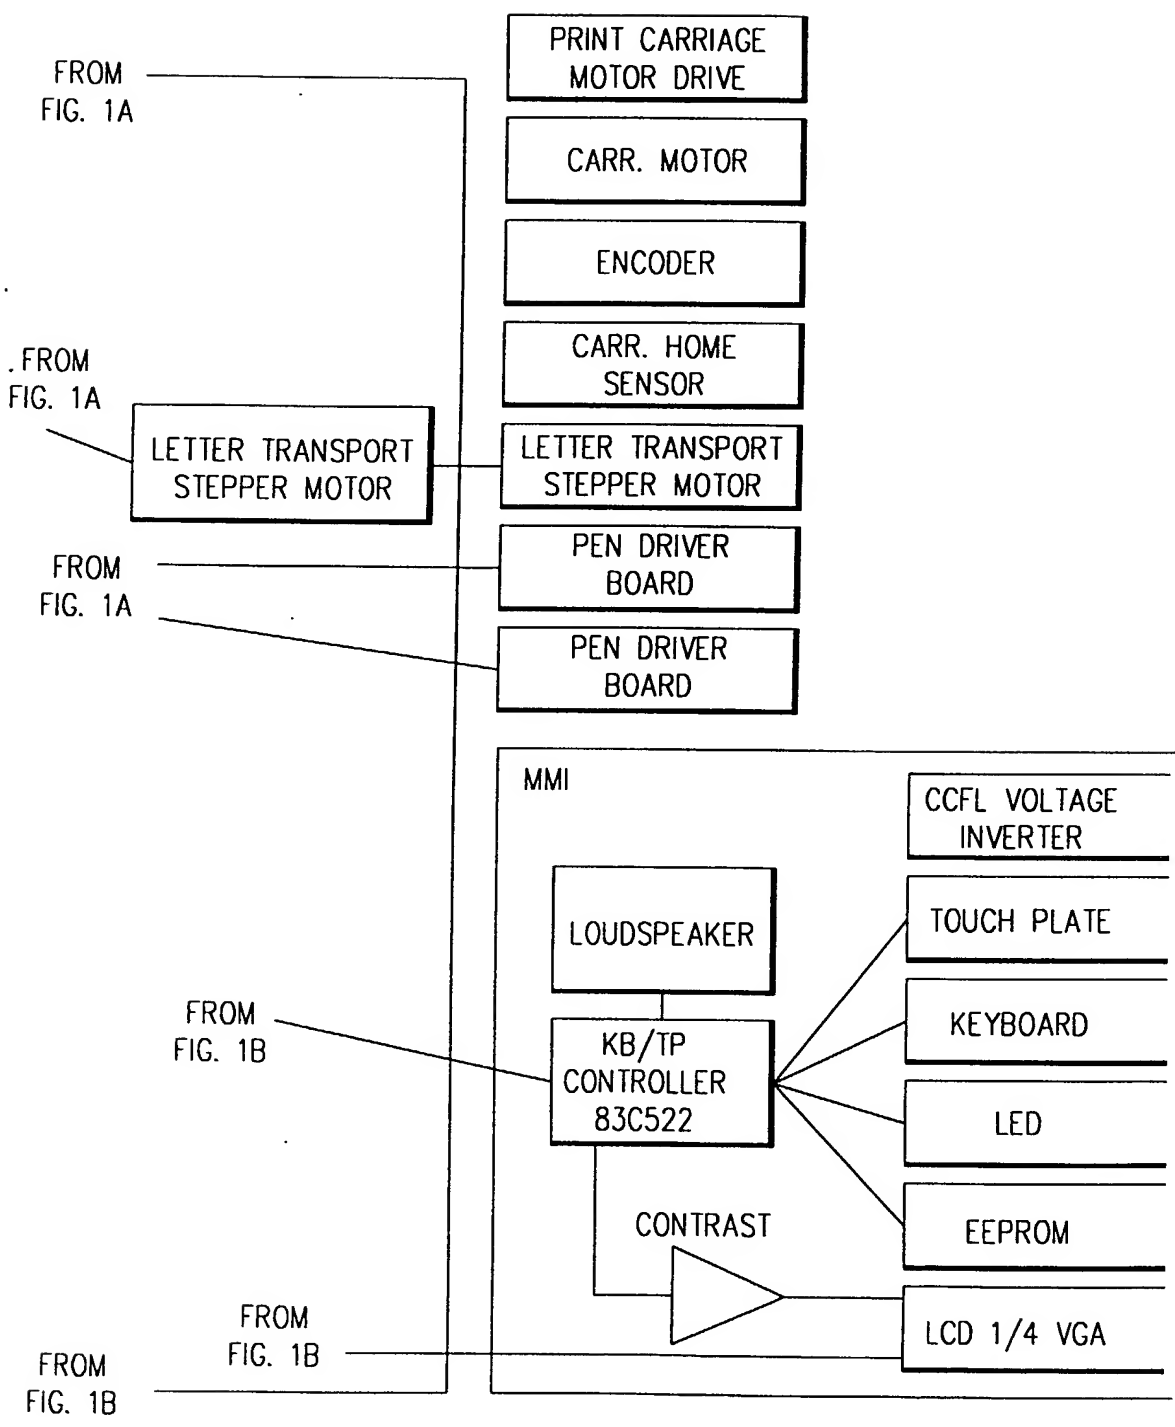 PRINT CARRIAGE
MOTOR DRIVE
FROM
FIG. 1A
CARR. MOTOR
ENCODER
CARR. HOME
SENSOR
.FROM
FIG. 1A
LETTER TRANSPORT
STEPPER MOTOR
LETTER TRANSPORT
STEPPER MOTOR
PEN DRIVER
BOARD
FROM
FIG. 1A
PEN DRIVER
BOARD
MMI
CCFL VOLTAGE
INVERTER
LOUDSPEAKER
TOUCH PLATE
FROM
FIG. 1B
KB/TP
CONTROLLER
83C522
KEYBOARD
LED
CONTRAST
EEPROM
FROM
FIG. 1B
LCD 1/4 VGA
FROM
FIG. 1B